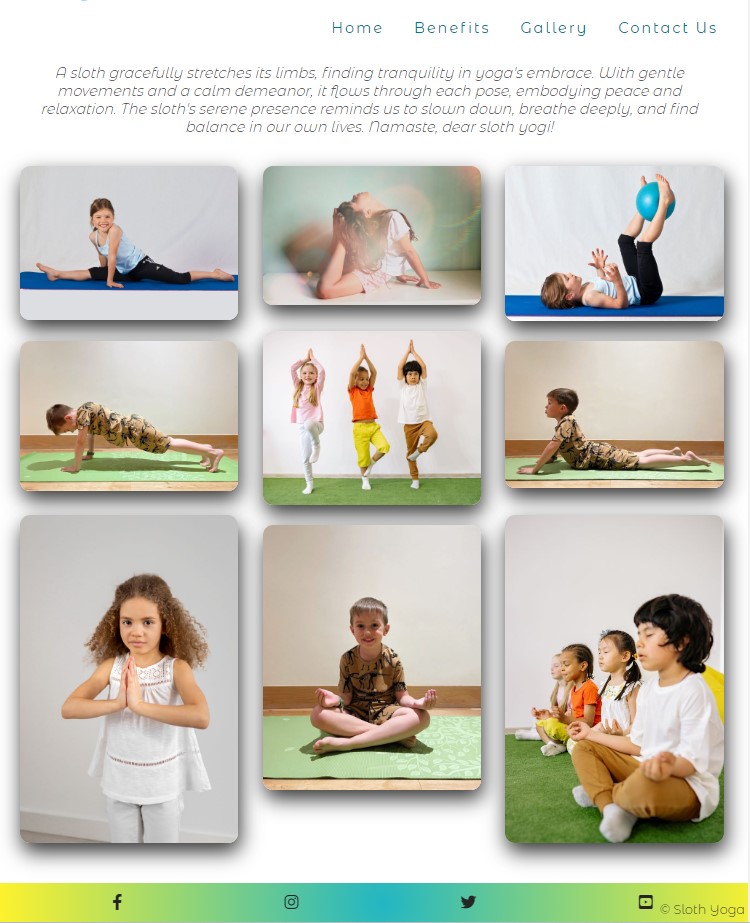 Home Benefits Gallery Contact Us
A sloth gracefully stretches its limbs, finding tranquility in yoga's embrace. With gentle
movements and a calm demeanor, it flows through each pose, embodying peace and
relaxation. The sloth's serene presence reminds us to slown down, breathe deeply, and find
balance in our own lives. Namaste, dear sloth yogi!
© Sloth Yoga